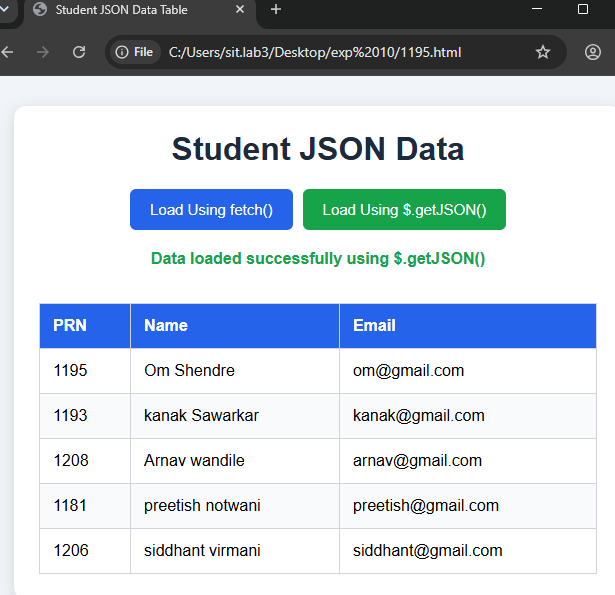 Student JSON Data Table
File C:/Users/sit.lab3/Desktop/exp%2010/1195.html
Student JSON Data
Load Using fetch() Load Using $.getJSON()
Data loaded successfully using $.getJSON()
PRN Name Email
1195 Om Shendre om@gmail.com
1193 kanak Sawarkar kanak@gmail.com
1208 Arnav wandile arnav@gmail.com
1181 preetish notwani preetish@gmail.com
1206 siddhant virmani siddhant@gmail.com